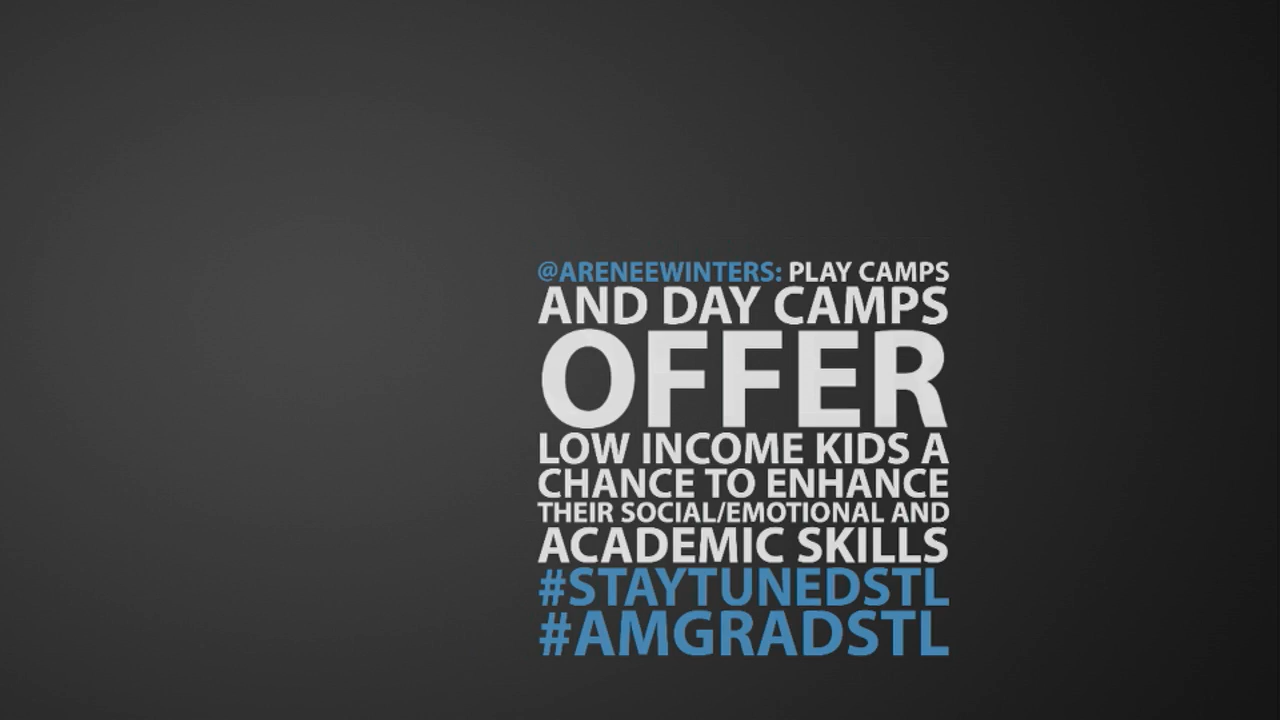 @ARENEEWINTERS: PLAY CAMPS
AND DAY CAMPS
OFFER
LOW INCOME KIDS A
CHANCE TO ENHANCE
THEIR SOCIAL/EMOTIONAL AND
ACADEMIC SKILLS
#STAYTUNEDSTL
#AMGRADSTL